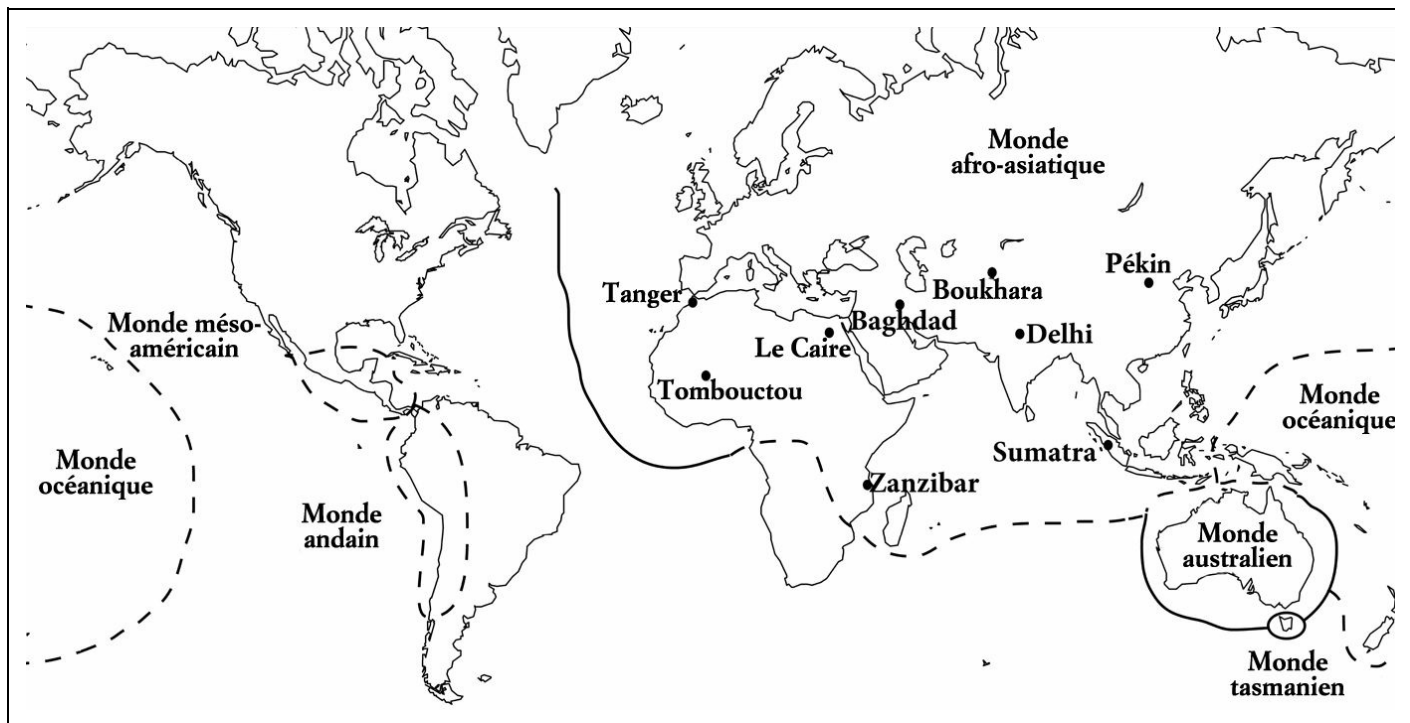 Monde
afro-asiatique
Pékin
Boukhara
Tanger
Baghdad
Delhi
Le Caire
Monde méso-
américain
Tombouctou
Monde
océanique
Sumatra
Monde
océanique
Zanzibar
Monde
andain
Monde
australien
Monde
tasmanien